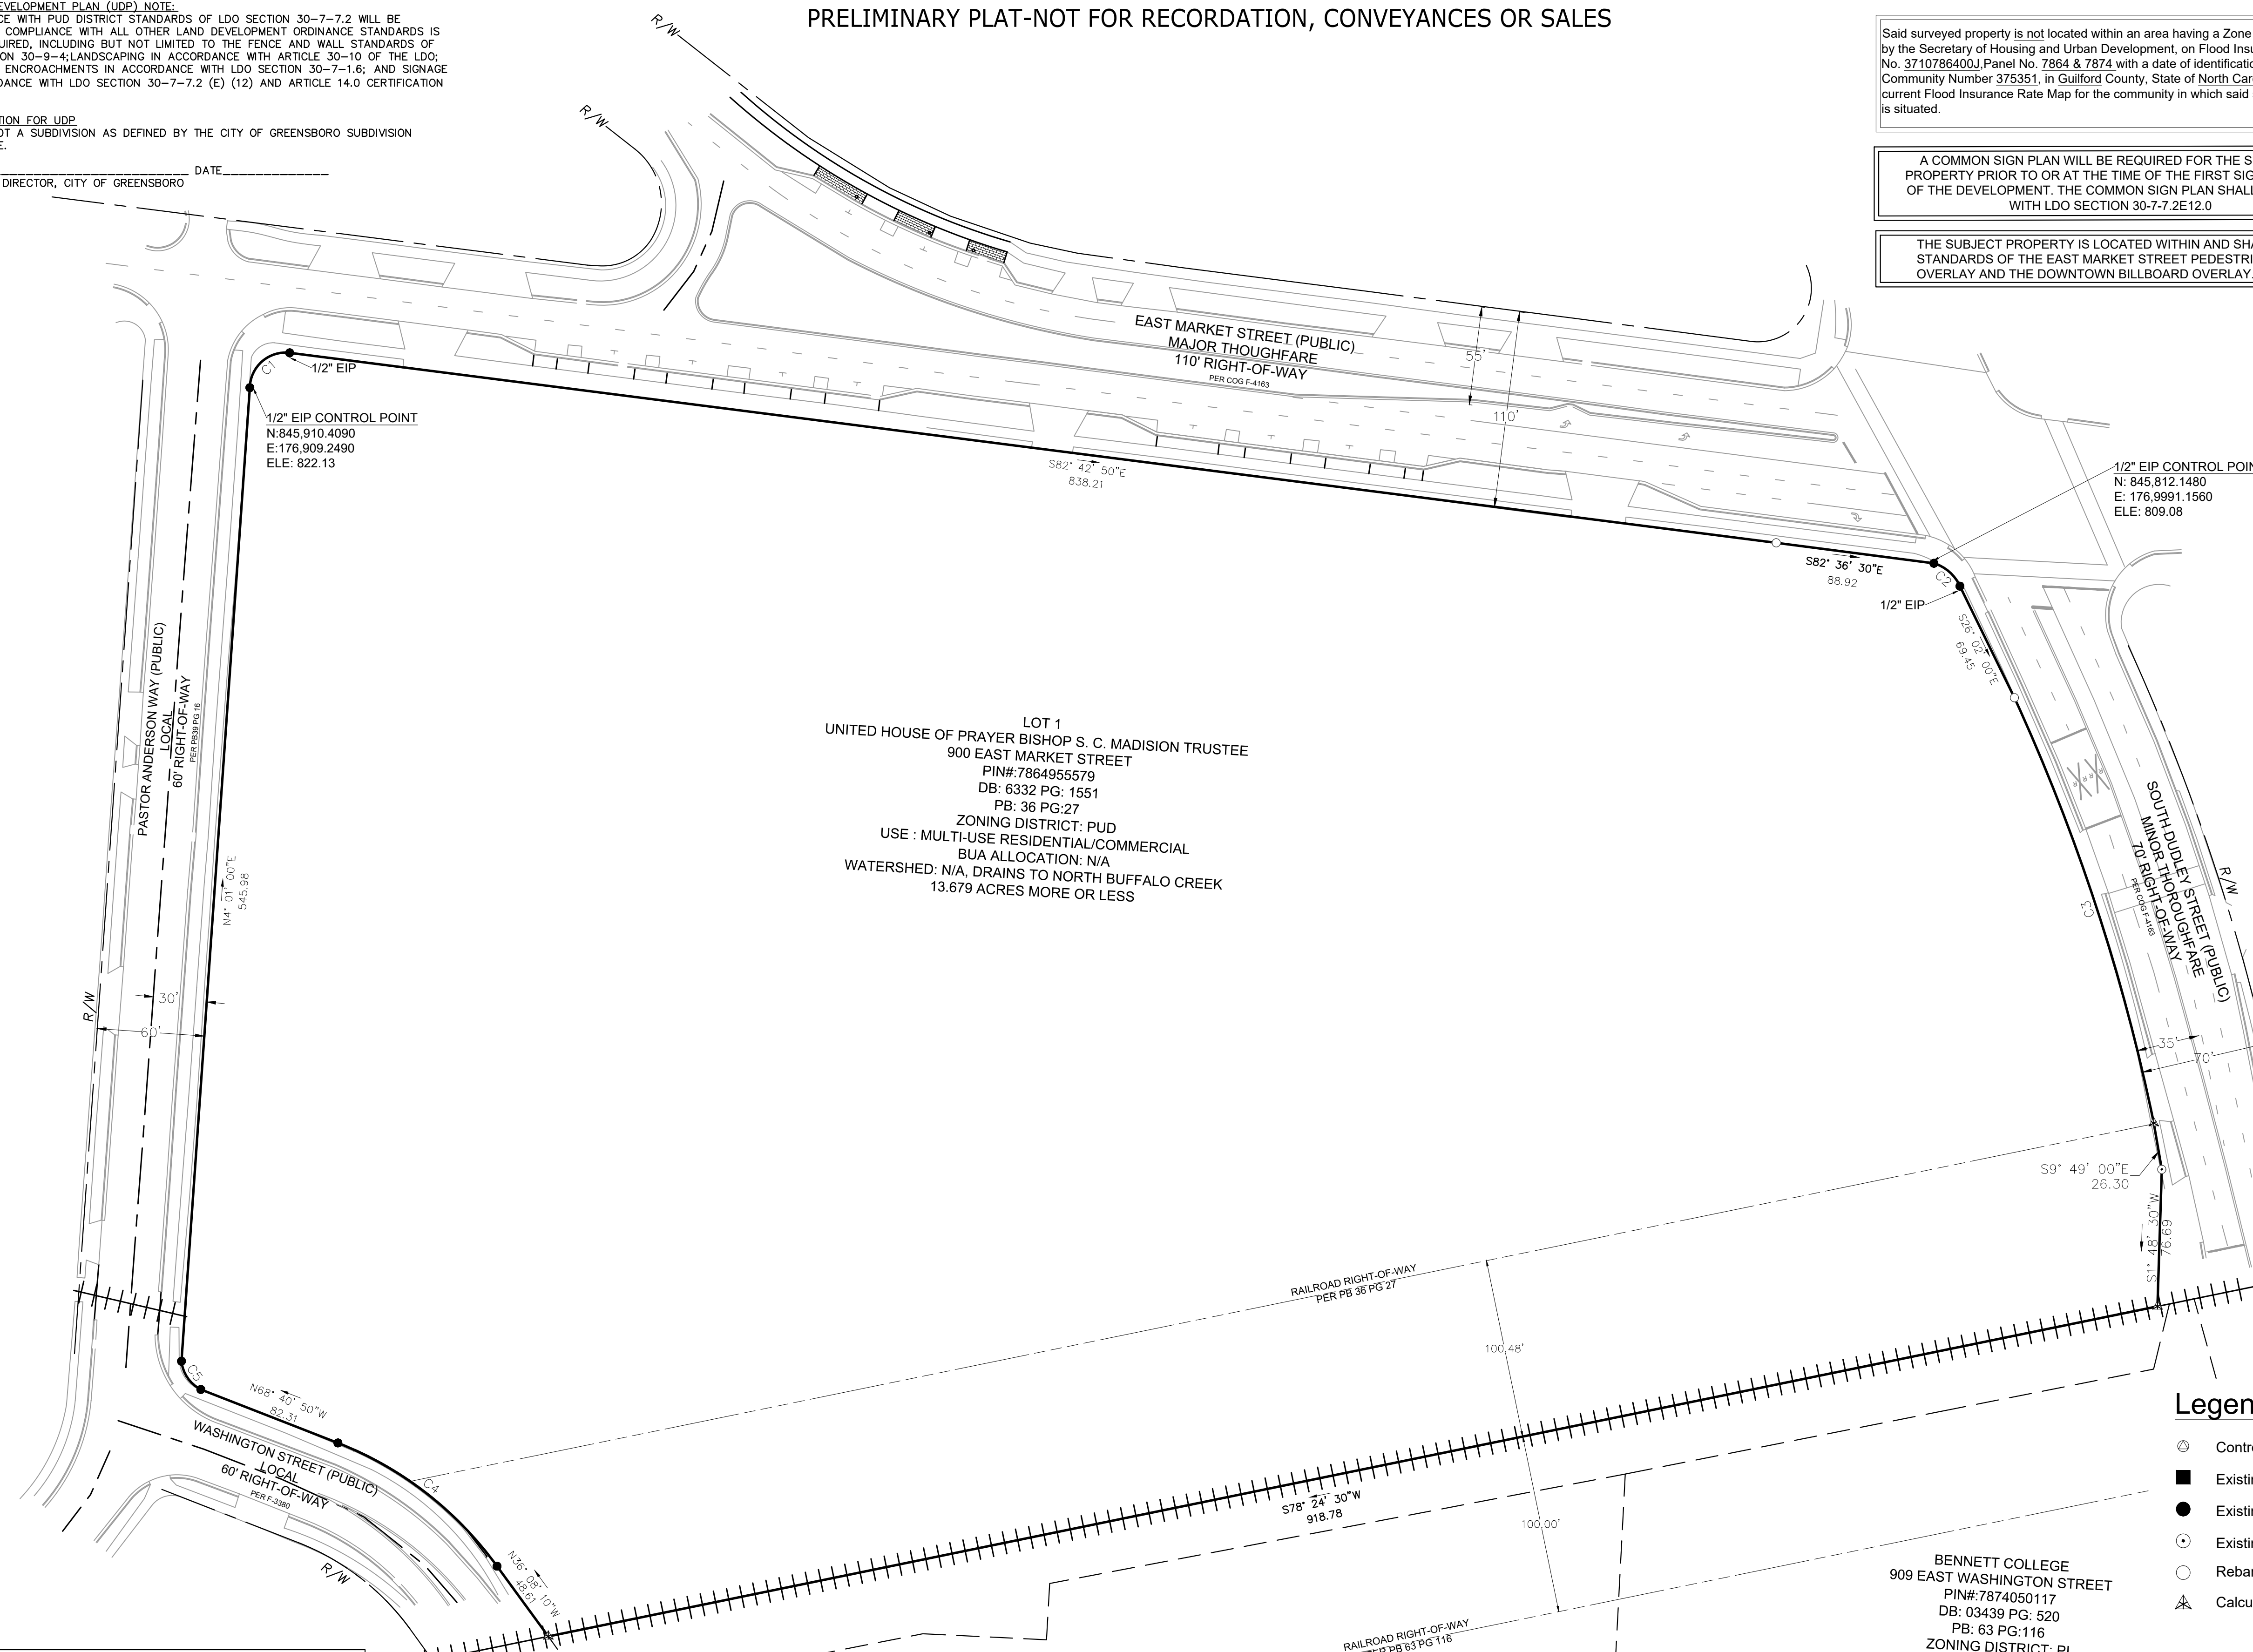 PRELIMINARY PLAT-NOT FOR RECORDATION, CONVEYANCES OR SALES
DEVELOPMENT PLAN (UDP) NOTE:
WITH PUD DISTRICT STANDARDS OF LDO SECTION 30-7-7.2 WILL BE
COMPLIANCE WITH ALL OTHER LAND DEVELOPMENT ORDINANCE STANDARDS IS
INCLUDING BUT NOT LIMITED TO THE FENCE AND WALL STANDARDS OF
30-9-4;LANDSCAPING IN ACCORDANCE WITH ARTICLE 30-10 OF THE LDO;
ENCROACHMENTS IN ACCORDANCE WITH LDO SECTION 30-7-1.6; AND SIGNAGE
WITH LDO SECTION 30-7-7.2 (E) (12) AND ARTICLE 14.0 CERTIFICATION
FOR UDP
A SUBDIVISION AS DEFINED BY THE CITY OF GREENSBORO SUBDIVISION
DATE
DIRECTOR, CITY OF GREENSBORO
Said surveyed property is not located within an area having a Zone
by the Secretary of Housing and Urban Development, on Flood
No. 3710786400J,Panel No. 7864 & 7874 with a date of
Community Number 375351, in Guilford County, State of North
current Flood Insurance Rate Map for the community in which said
is situated.
A COMMON SIGN PLAN WILL BE REQUIRED FOR THE
PROPERTY PRIOR TO OR AT THE TIME OF THE FIRST
OF THE DEVELOPMENT. THE COMMON SIGN PLAN SHALL
WITH LDO SECTION 30-7-7.2E12.0
THE SUBJECT PROPERTY IS LOCATED WITHIN AND
STANDARDS OF THE EAST MARKET STREET
OVERLAY AND THE DOWNTOWN BILLBOARD OVERLAY.
R/W
R/W
EAST MARKET STREET (PUBLIC)
MAJOR THOUGHFARE
110' RIGHT-OF-WAY
PER COG F-4163
55'
110'
C1
1/2" EIP
1/2" EIP CONTROL POINT
N:845,910.4090
E:176,909.2490
ELE: 822.13
S82° 42' 50"E
838.21
1/2" EIP CONTROL
N: 845,812.1480
E: 176,9991.1560
ELE: 809.08
S82° 36' 30"E
88.92
C2
1/2" EIP
S26° 02' 00"E
69.45
PASTOR ANDERSON WAY (PUBLIC)
LOCAL
60' RIGHT-OF-WAY
PER PB39 PG 16
LOT 1
UNITED HOUSE OF PRAYER BISHOP S. C. MADISION TRUSTEE
900 EAST MARKET STREET
PIN#:7864955579
DB: 6332 PG: 1551
PB: 36 PG:27
ZONING DISTRICT: PUD
USE : MULTI-USE RESIDENTIAL/COMMERCIAL
BUA ALLOCATION: N/A
WATERSHED: N/A, DRAINS TO NORTH BUFFALO CREEK
13.679 ACRES MORE OR LESS
N4° 01' 00"E
545.98
R R R R
SOUTH DUDLEY STREET (PUBLIC)
MINOR THOROUGHFARE
70' RIGHT-OF-WAY
PER COG F-4163
C3
R/W
R/W
30'
60'
35'
70'
S9° 49' 00"E
26.30
S1° 48' 30"W
76.69
RAILROAD RIGHT-OF-WAY
PER PB 36 PG 27
100.48'
C5
N68° 40' 50"W
82.31
WASHINGTON STREET (PUBLIC)
LOCAL
60' RIGHT-OF-WAY
PER F-3380
C4
R/W
N36° 08' 10"W
48.61
S78° 24' 30"W
918.78
100.00'
RAILROAD RIGHT-OF-WAY
PB 63 PG 116
BENNETT COLLEGE
909 EAST WASHINGTON STREET
PIN#:7874050117
DB: 03439 PG: 520
PB: 63 PG:116
ZONING DISTRICT: